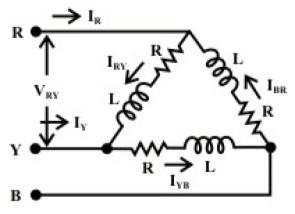 R I_R
R L
I_RY I_BR
V_RY L R
Y I_Y
R L
I_YB
B